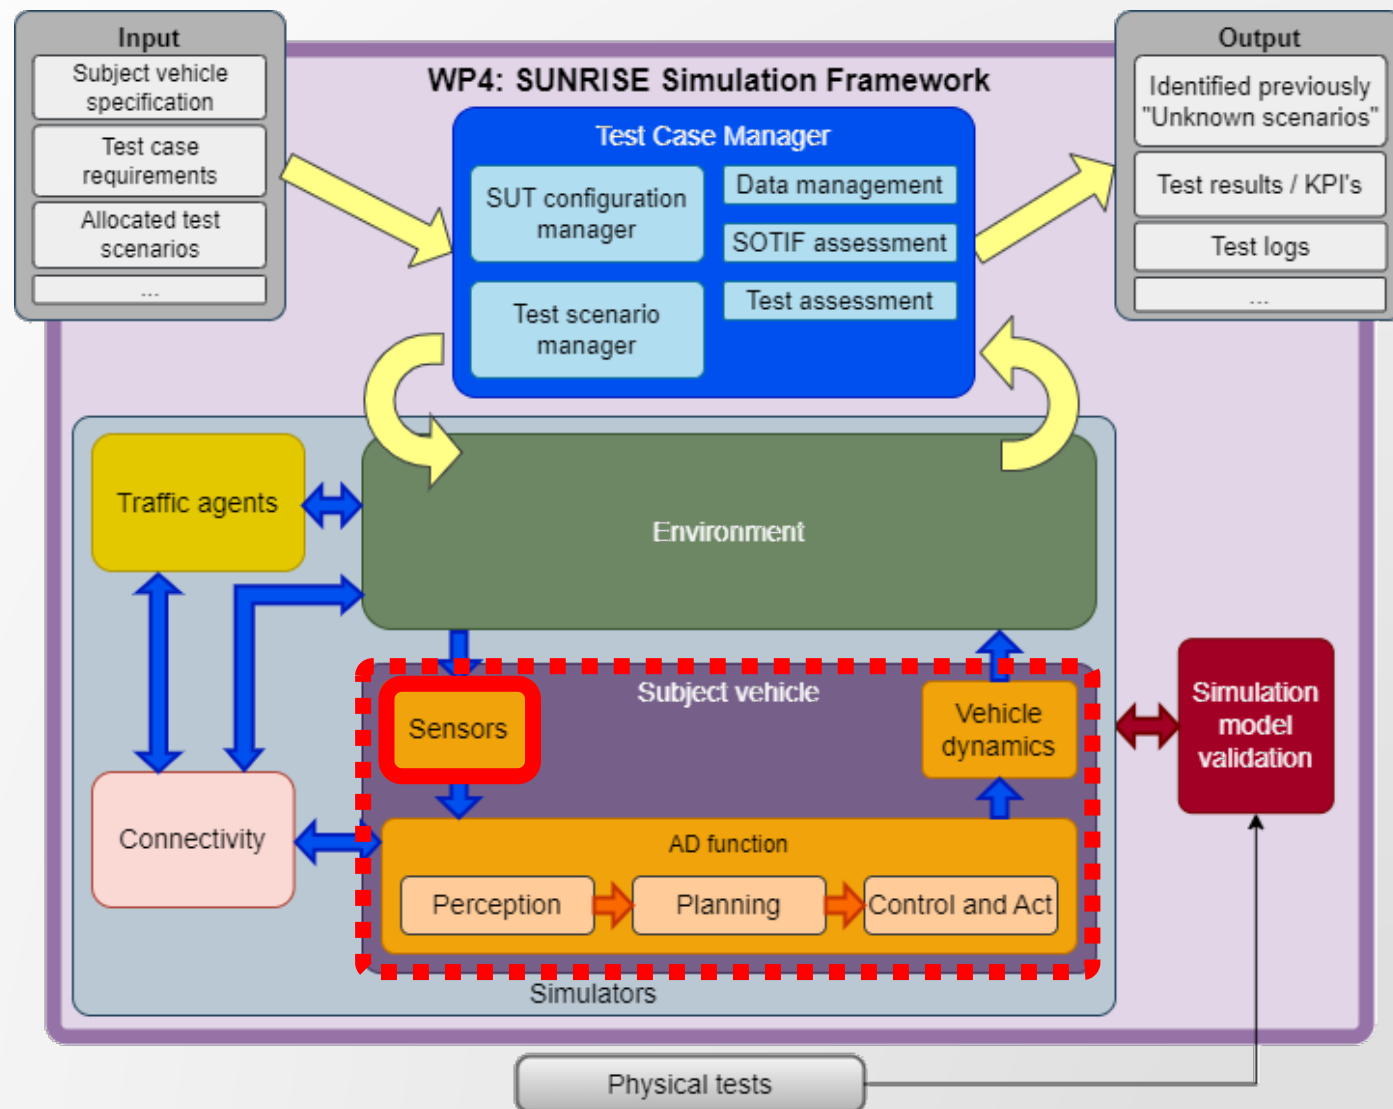 Input
Subject vehicle
specification
Test case
requirements
Allocated test
scenarios
...
WP4: SUNRISE Simulation Framework
Test Case Manager
SUT configuration
manager
Test scenario
manager
Data management
SOTIF assessment
Test assessment
Output
Identified previously
"Unknown scenarios"
Test results / KPI's
Test logs
...
Traffic agents
Environment
Connectivity
Subject vehicle
Sensors
Vehicle
dynamics
AD function
Perception
Planning
Control and Act
Simulators
Simulation
model
validation
Physical tests